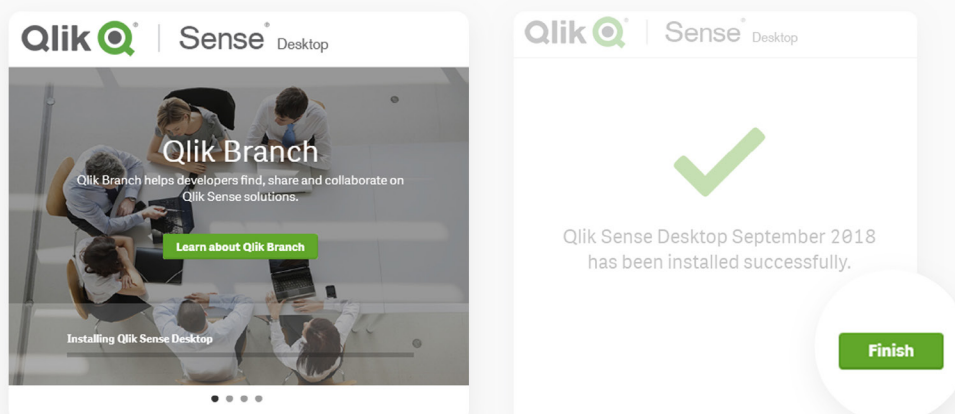 Qlik® Sense® Desktop
Qlik Branch
Qlik Branch helps developers find, share and collaborate on
Qlik Sense solutions.
Learn about Qlik Branch
Installing Qlik Sense Desktop
Qlik® Sense® Desktop
Qlik Sense Desktop September 2018
has been installed successfully.
Finish